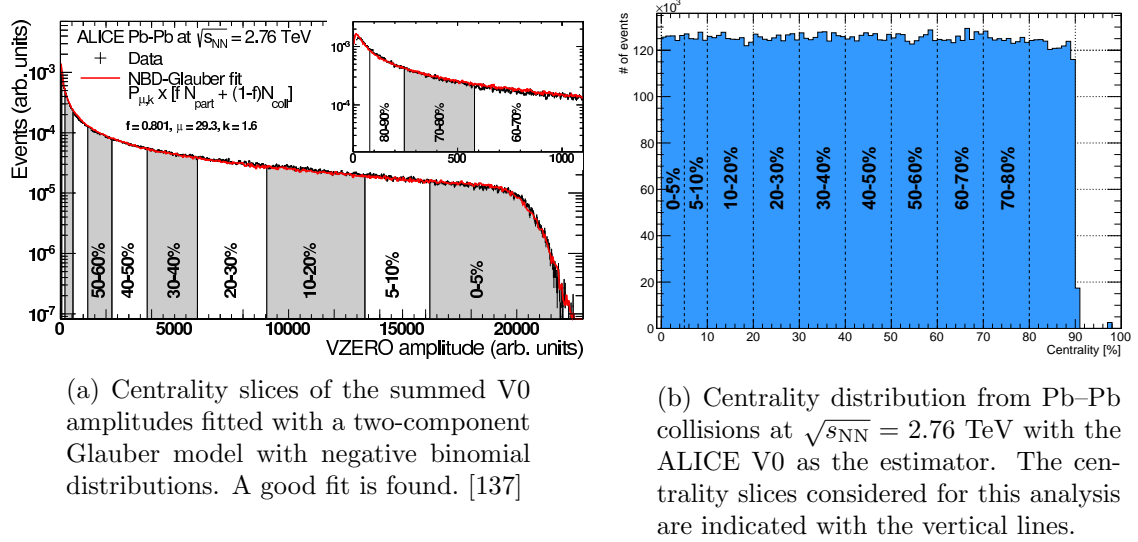 ALICE Pb-Pb at √sNN = 2.76 TeV
Data
NBD-Glauber fit
Pμ,k x [f Npart + (1-f)Ncoll]
f = 0.801, μ = 29.3, k = 1.6
Events (arb. units)
10⁻³
10⁻⁴
10⁻⁵
10⁻⁶
10⁻⁷
50-60%
40-50%
30-40%
20-30%
10-20%
5-10%
0-5%
0 5000 10000 15000 20000
VZERO amplitude (arb. units)
10⁻³
10⁻⁴
80-90%
70-80%
60-70%
0 500 1000
(a) Centrality slices of the summed V0
amplitudes fitted with a two-component
Glauber model with negative binomial
distributions. A good fit is found. [137]
×10³
# of events
120
100
80
60
40
20
0
0-5%
5-10%
10-20%
20-30%
30-40%
40-50%
50-60%
60-70%
70-80%
0 10 20 30 40 50 60 70 80 90 100
Centrality [%]
(b) Centrality distribution from Pb–Pb
collisions at √sNN = 2.76 TeV with the
ALICE V0 as the estimator. The cen-
trality slices considered for this analysis
are indicated with the vertical lines.